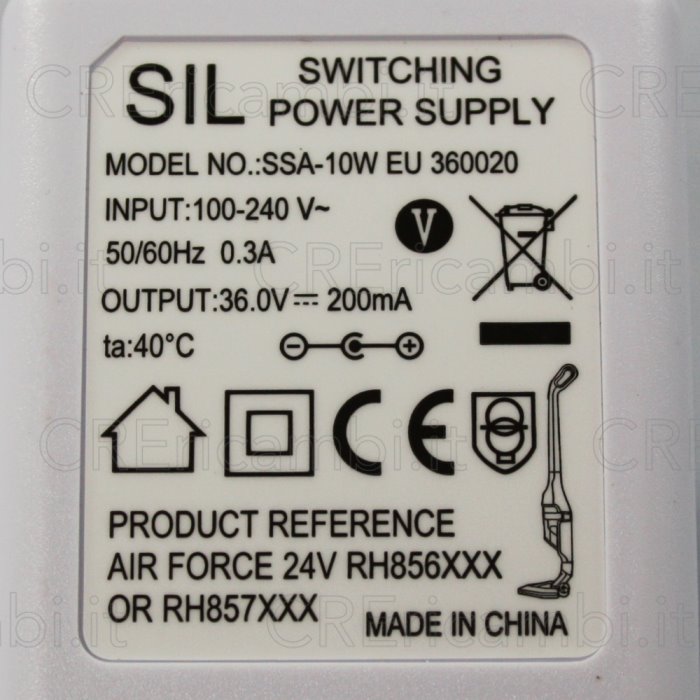 SIL
SWITCHING
POWER SUPPLY
MODEL NO.:SSA-10W EU 360020
INPUT:100-240 V~
50/60Hz 0.3A
V
OUTPUT:36.0V⎓ 200mA
ta:40°C
CE
PRODUCT REFERENCE
AIR FORCE 24V RH856XXX
OR RH857XXX
MADE IN CHINA
CREricambi.it